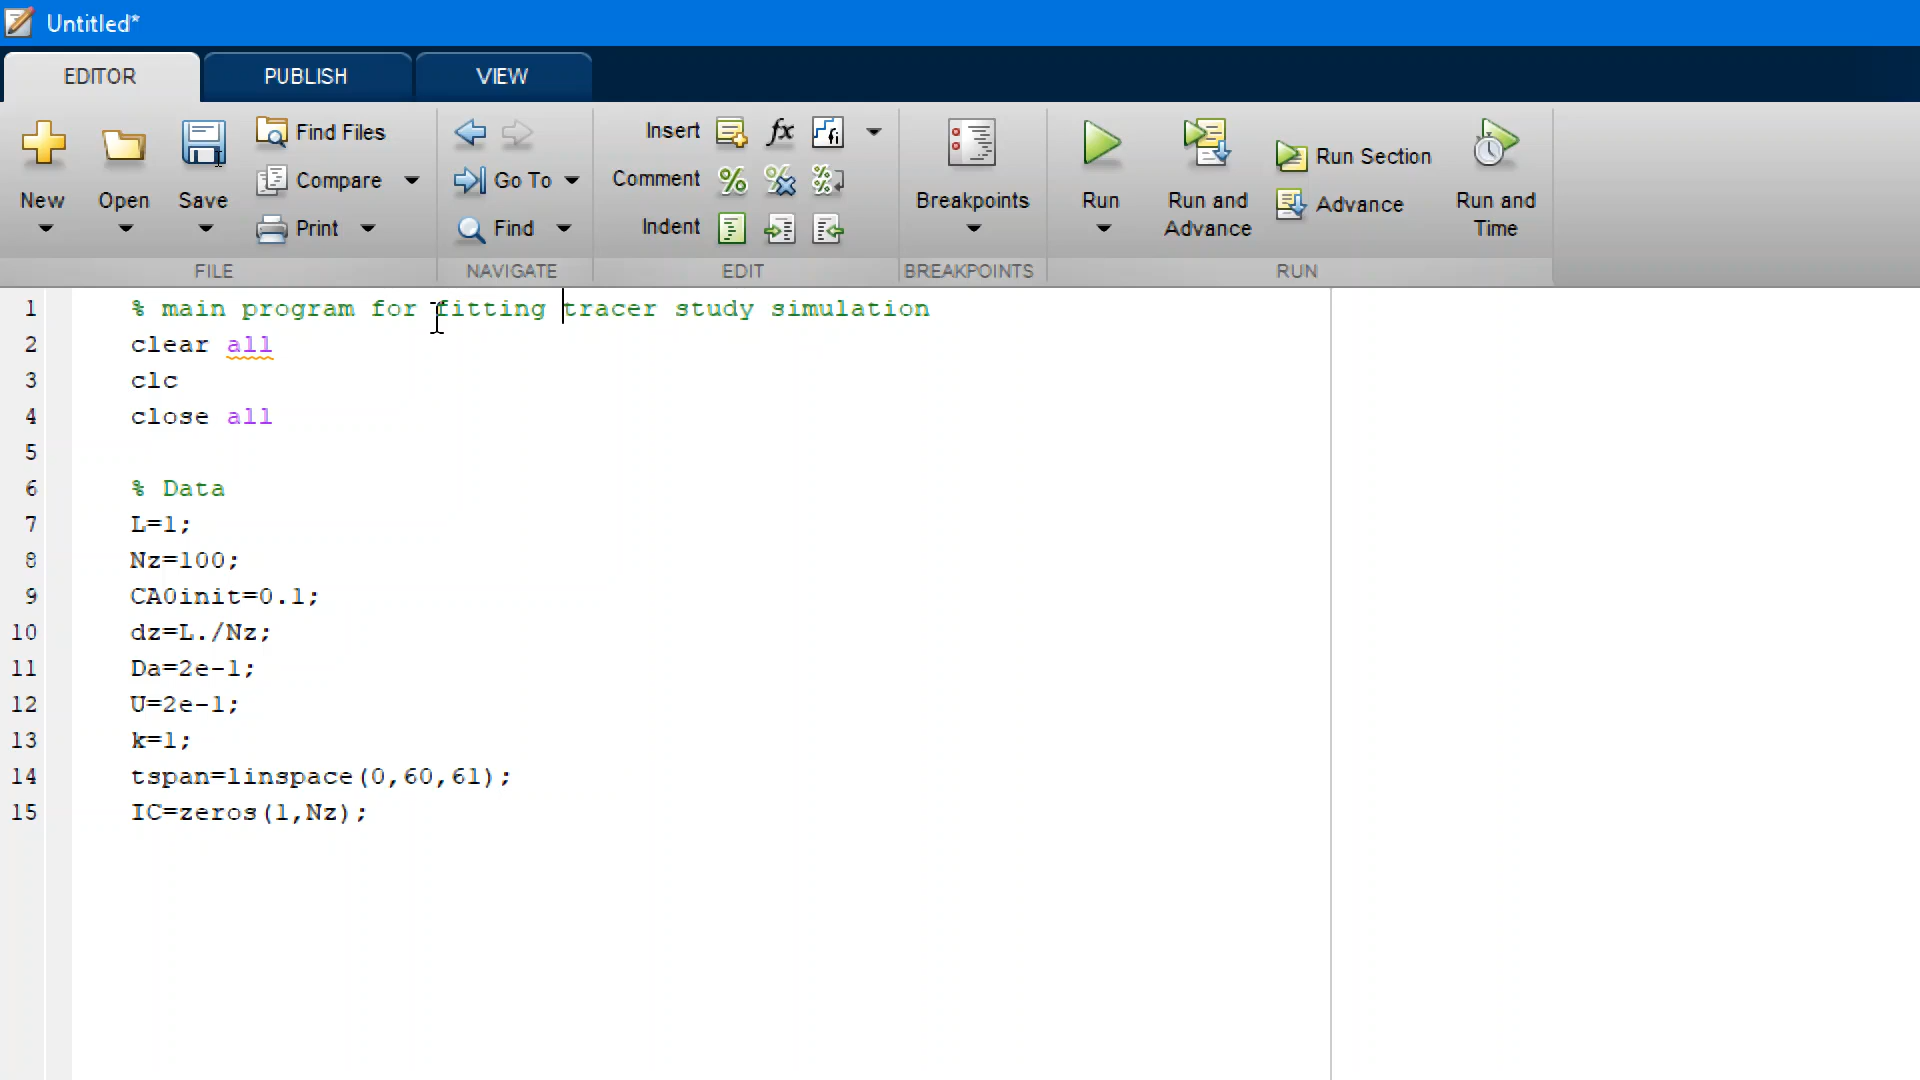 Untitled*
EDITOR PUBLISH VIEW
New
Open
Save
Find Files
Compare
Print
FILE
Go To
Find
NAVIGATE
Insert fx fi
Comment % % %
Indent
EDIT
Breakpoints
BREAKPOINTS
Run
Run and
Advance
Run Section
Advance
Run and
Time
RUN
1 % main program for fitting tracer study simulation
2 clear all
3 clc
4 close all
5
6 % Data
7 L=1;
8 Nz=100;
9 CA0init=0.1;
10 dz=L./Nz;
11 Da=2e-1;
12 U=2e-1;
13 k=1;
14 tspan=linspace(0,60,61);
15 IC=zeros(1,Nz);